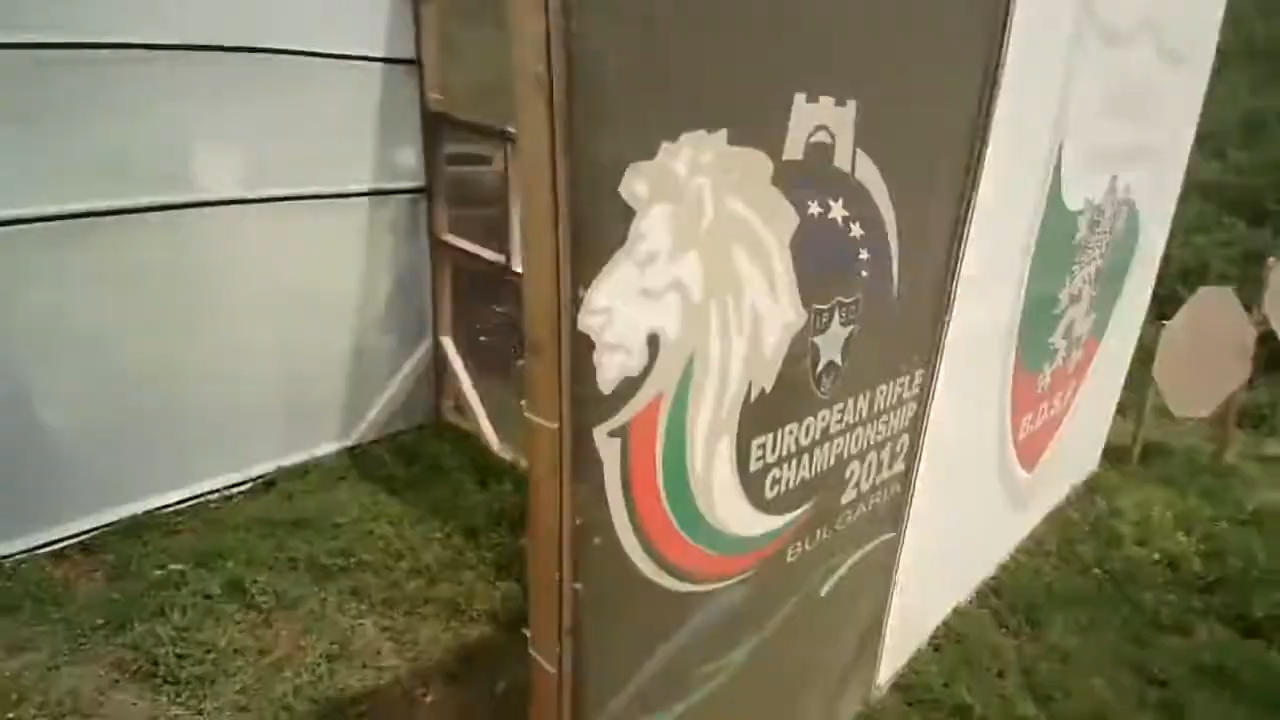 I.P.S.C
EUROPEAN RIFLE
CHAMPIONSHIP
2012
BULGARIA